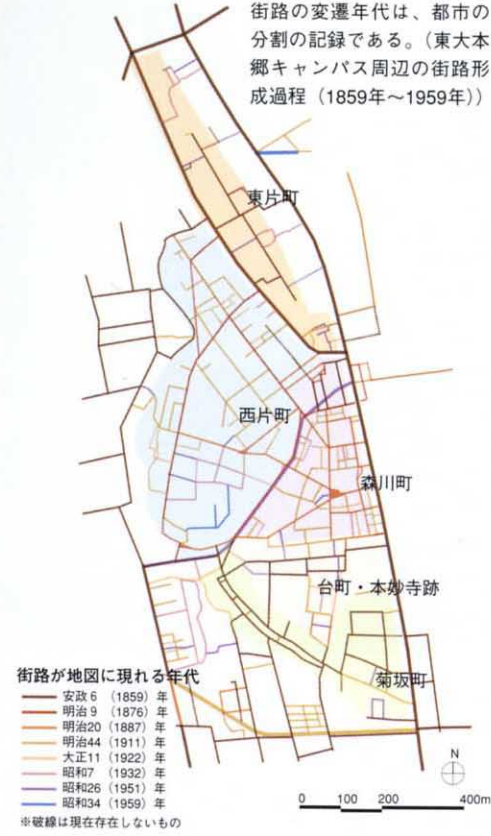 街路の変遷年代は、都市の
分割の記録である。（東大本
郷キャンパス周辺の街路形
成過程（1859年～1959年））
東片町
西片町
森川町
台町・本妙寺跡
菊坂町
街路が地図に現れる年代
安政6 （1859）年
明治9 （1876）年
明治20（1887）年
明治44（1911）年
大正11（1922）年
昭和7 （1932）年
昭和26（1951）年
昭和34（1959）年
※破線は現在存在しないもの
N
0 100 200 400m